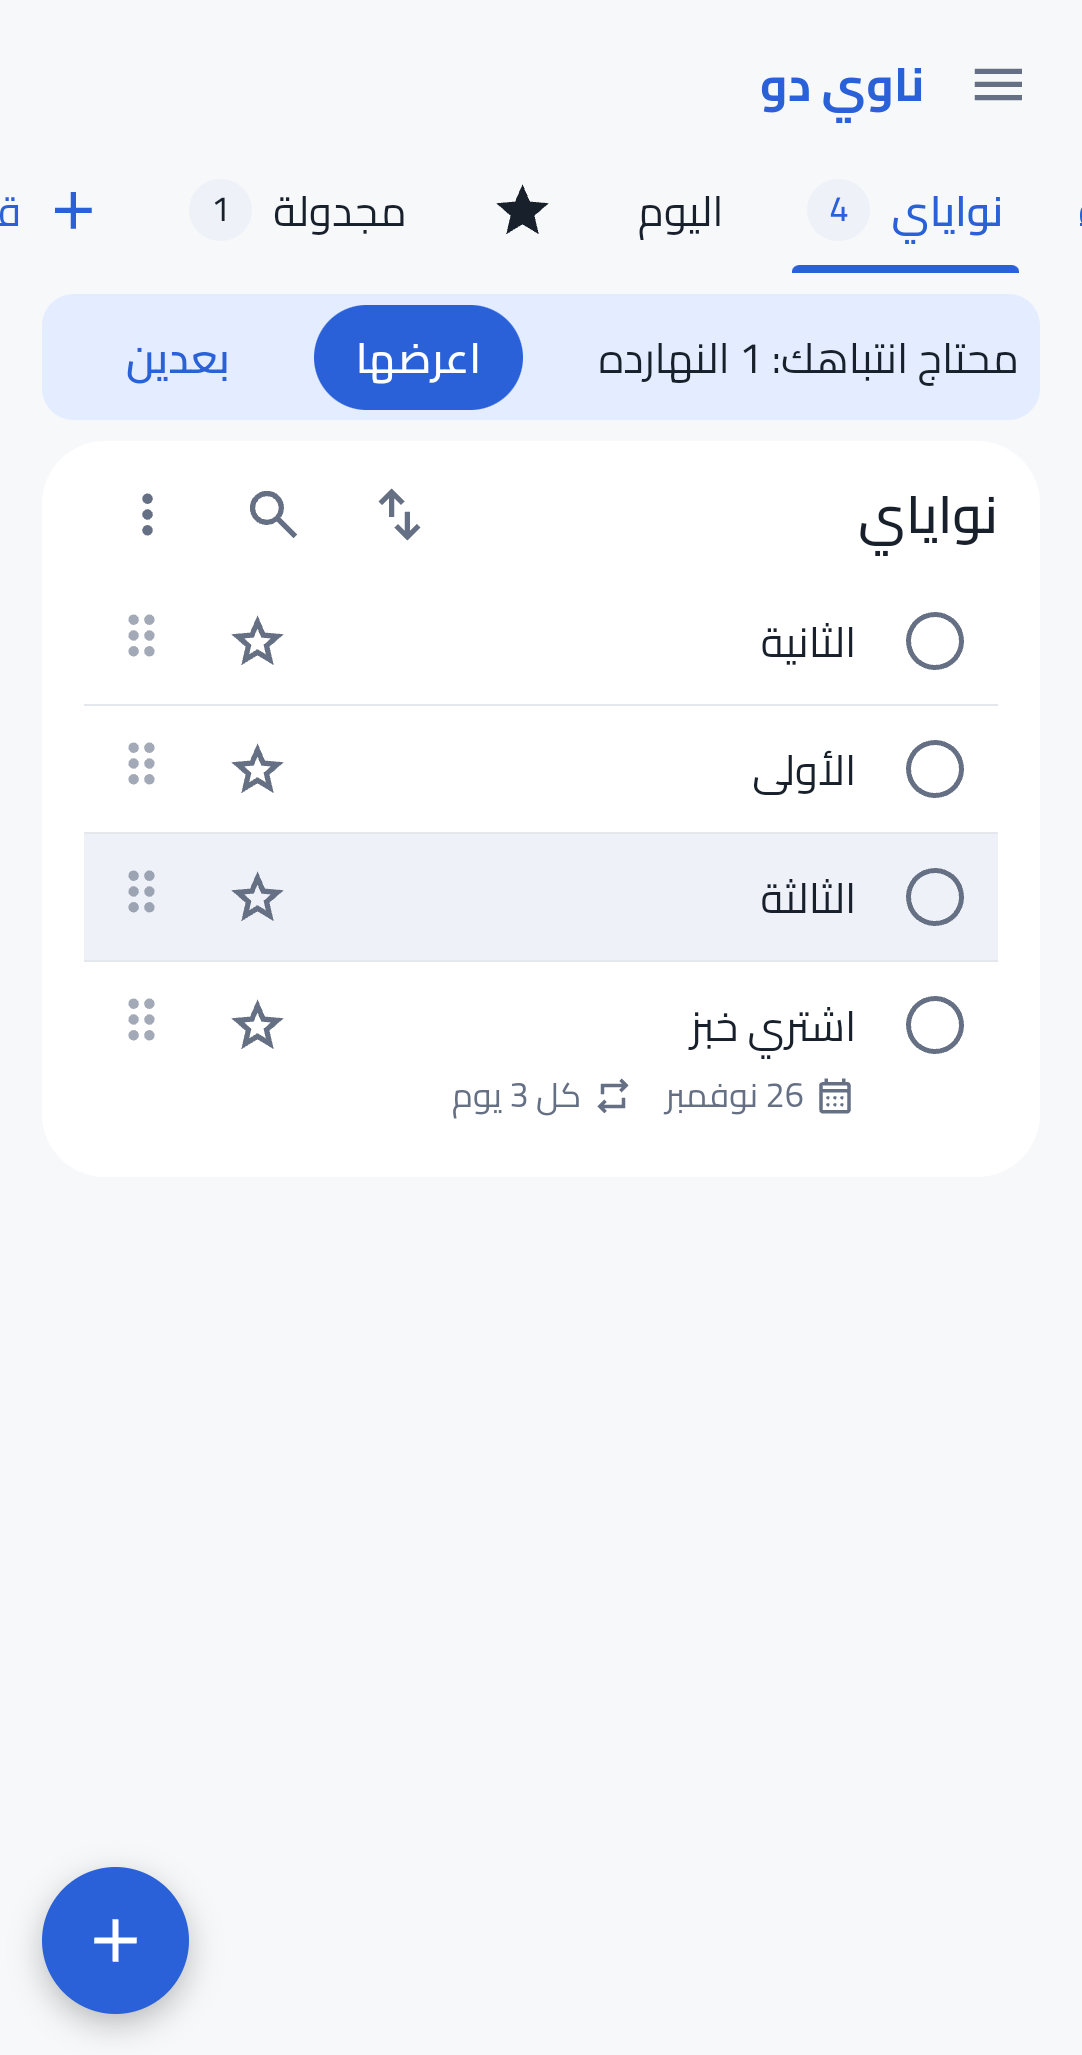 ناوي دو
نواياي 4 اليوم مجدولة 1
محتاج انتباهك: 1 النهارده اعرضها بعدين
نواياي
الثانية
الأولى
الثالثة
اشتري خبز
26 نوفمبر كل 3 يوم